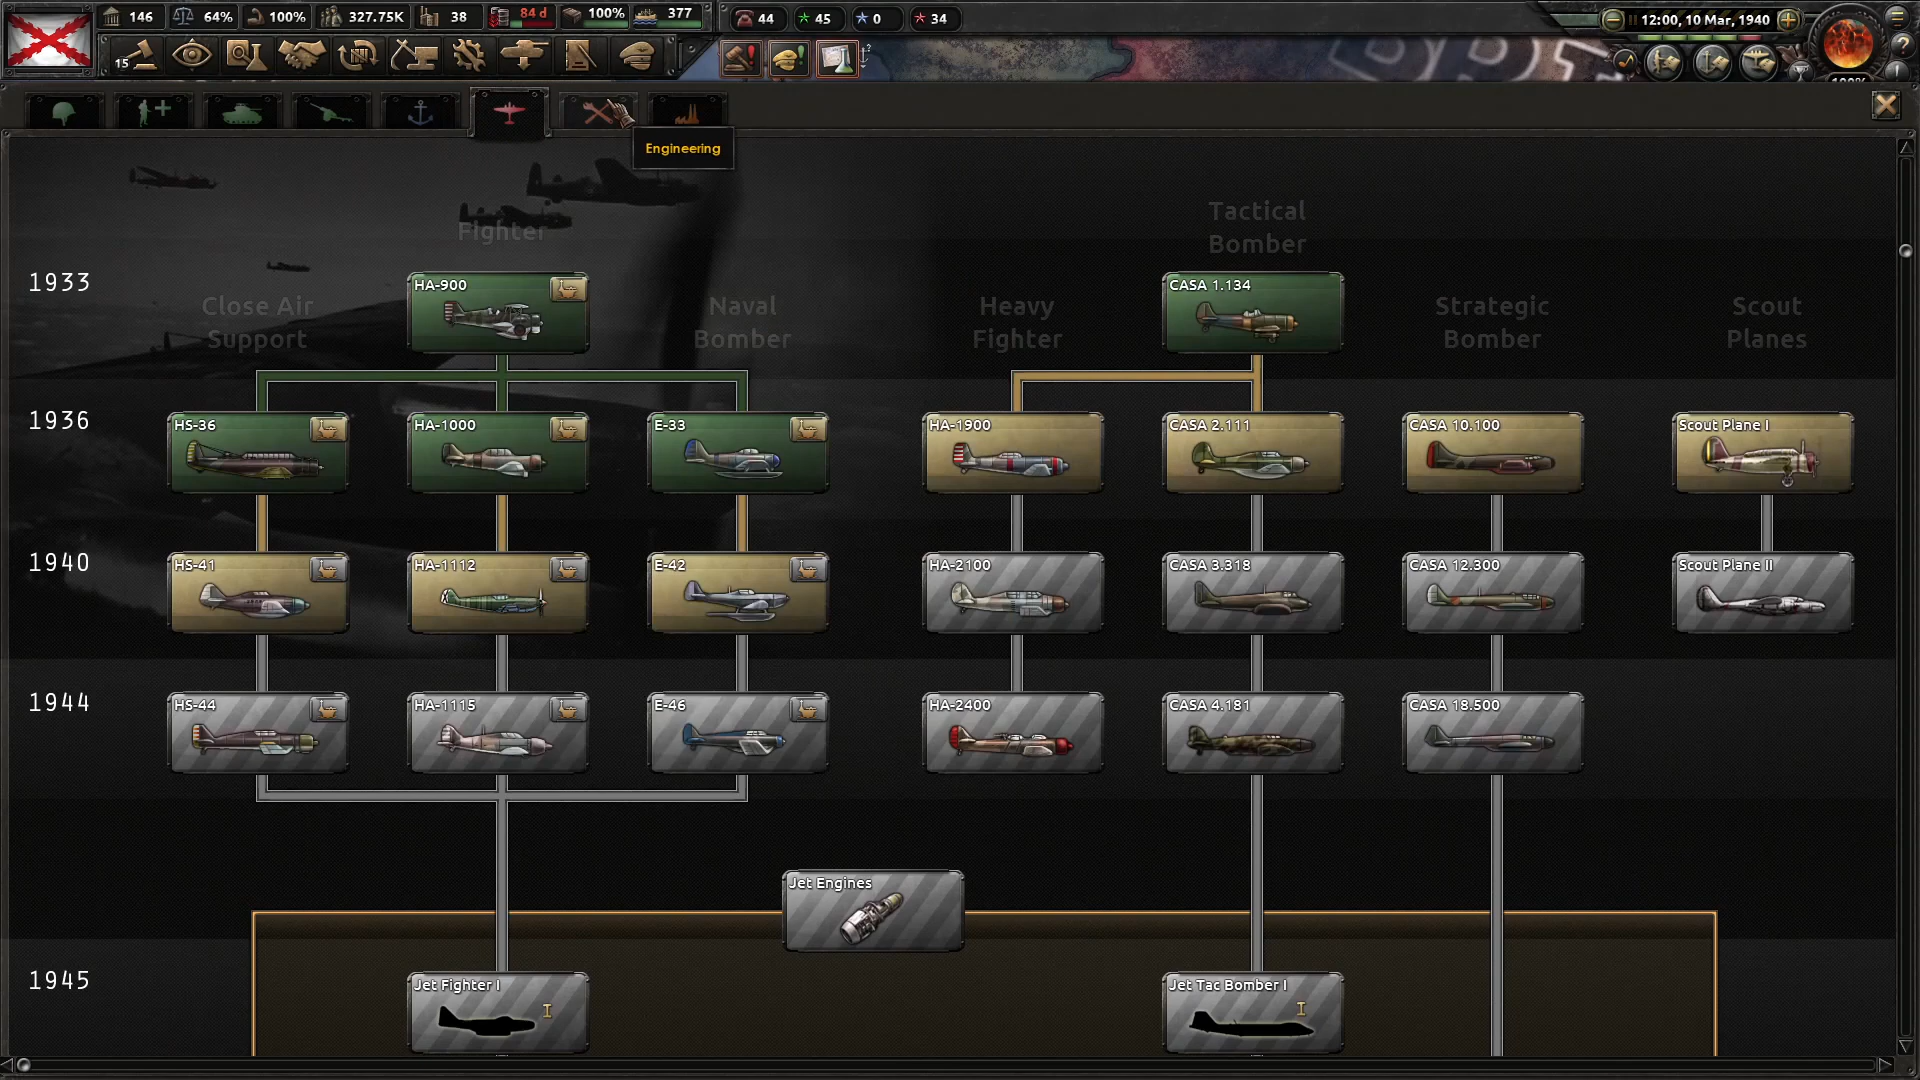 146
64%
100%
327.75K
38
84 d
100%
377
44
45
0
34
12:00, 10 Mar, 1940
15
100%
Engineering
Fighter
Tactical
Bomber
1933
HA-900
CASA 1.134
Close Air
Support
Naval
Bomber
Heavy
Fighter
Strategic
Bomber
Scout
Planes
1936
HS-36
HA-1000
E-33
HA-1900
CASA 2.111
CASA 10.100
Scout Plane I
1940
HS-41
HA-1112
E-42
HA-2100
CASA 3.318
CASA 12.300
Scout Plane II
1944
HS-44
HA-1115
E-46
HA-2400
CASA 4.181
CASA 18.500
Jet Engines
1945
Jet Fighter I
I
Jet Tac Bomber I
I